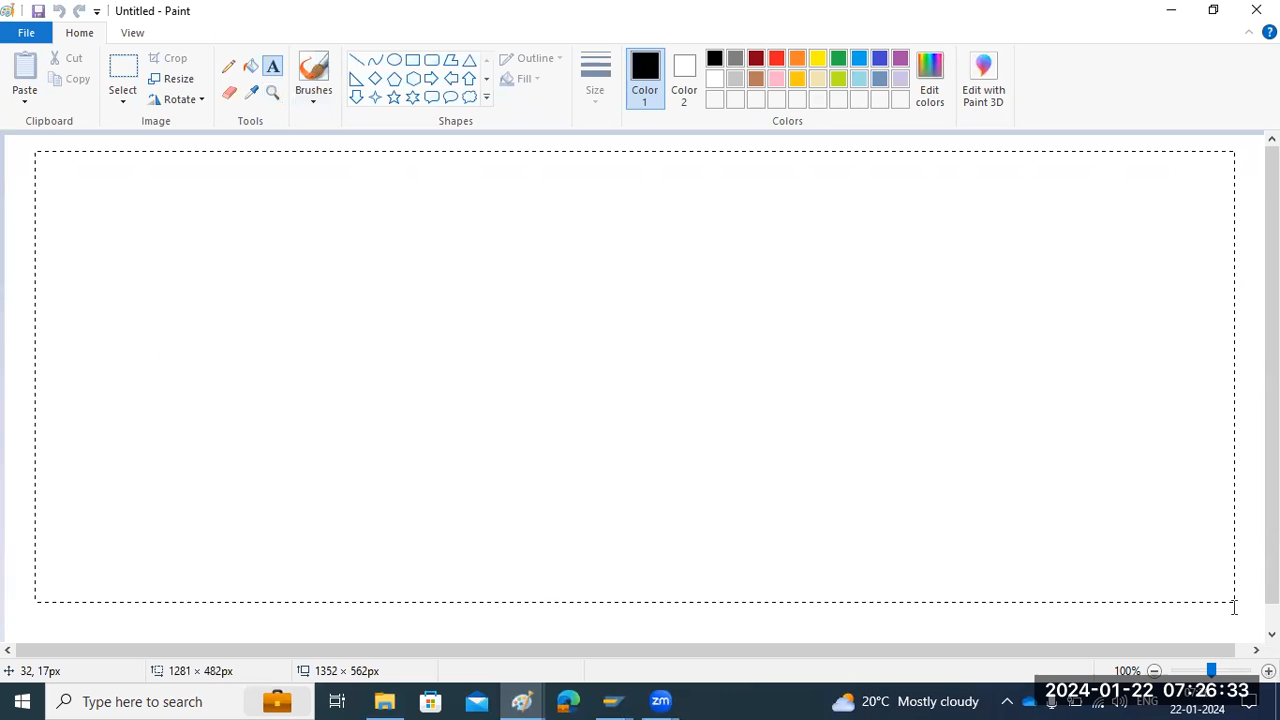 Untitled - Paint
File Home View
Paste
Cut
Copy
Clipboard
Select
Crop
Resize
Rotate
Image
A
Tools
Brushes
Shapes
Outline
Fill
Size
Color
1
Color
2
Colors
Edit
colors
Edit with
Paint 3D
32, 17px
1281 × 482px
1352 × 562px
100%
Type here to search
zm
20°C Mostly cloudy
ENG
2024-01-22 07:26:33
22-01-2024